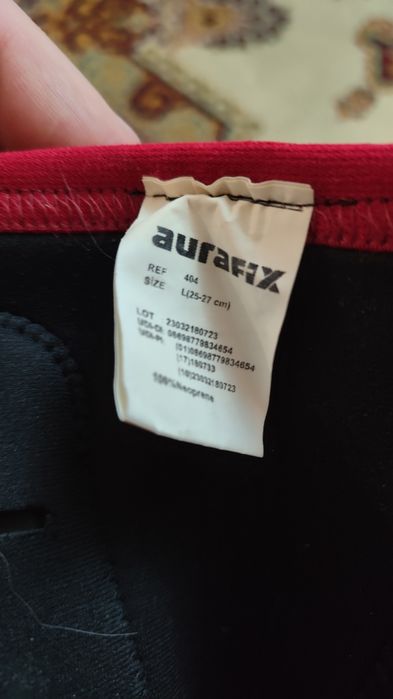 aurafix
REF 404
SIZE L(25-27 cm)
LOT 23032180723
UDI-DI 08698779834654
UDI-PI (01)08698779834654
(17)180733
(10)23032180723
100%Neoprene